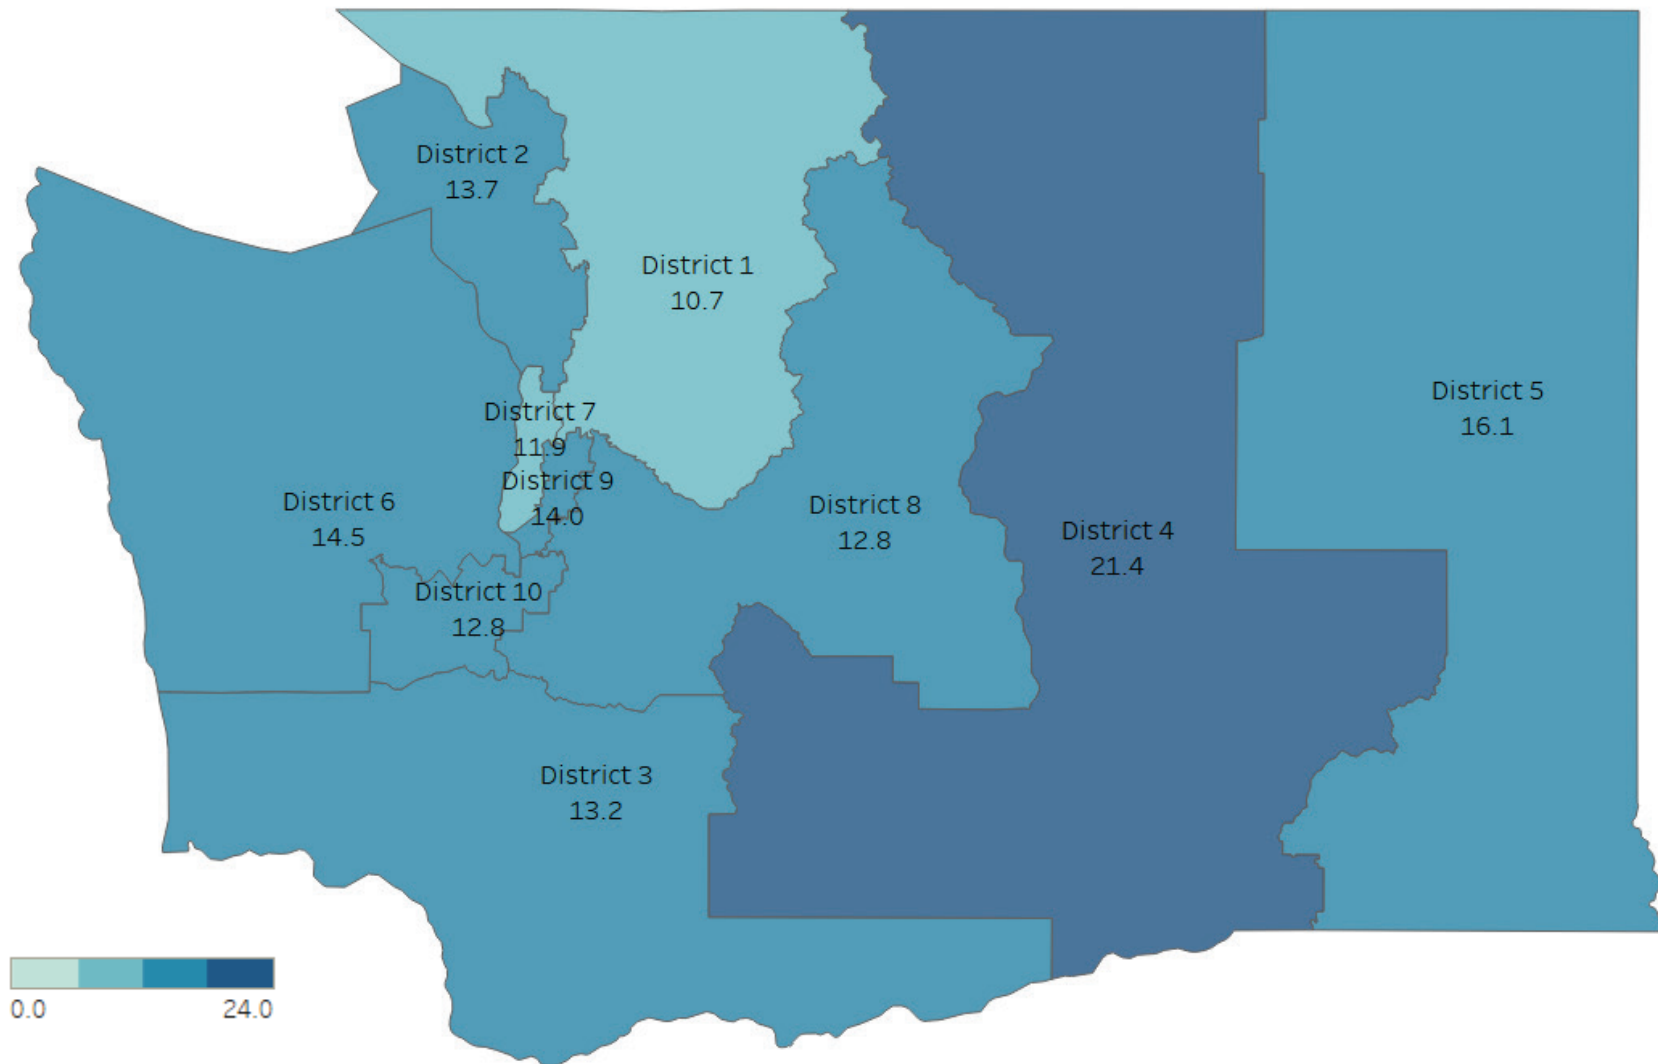 District 2
13.7
District 1
10.7
District 7
11.9
District 5
16.1
District 9
14.0
District 6
14.5
District 8
12.8
District 4
21.4
District 10
12.8
District 3
13.2
0.0
24.0